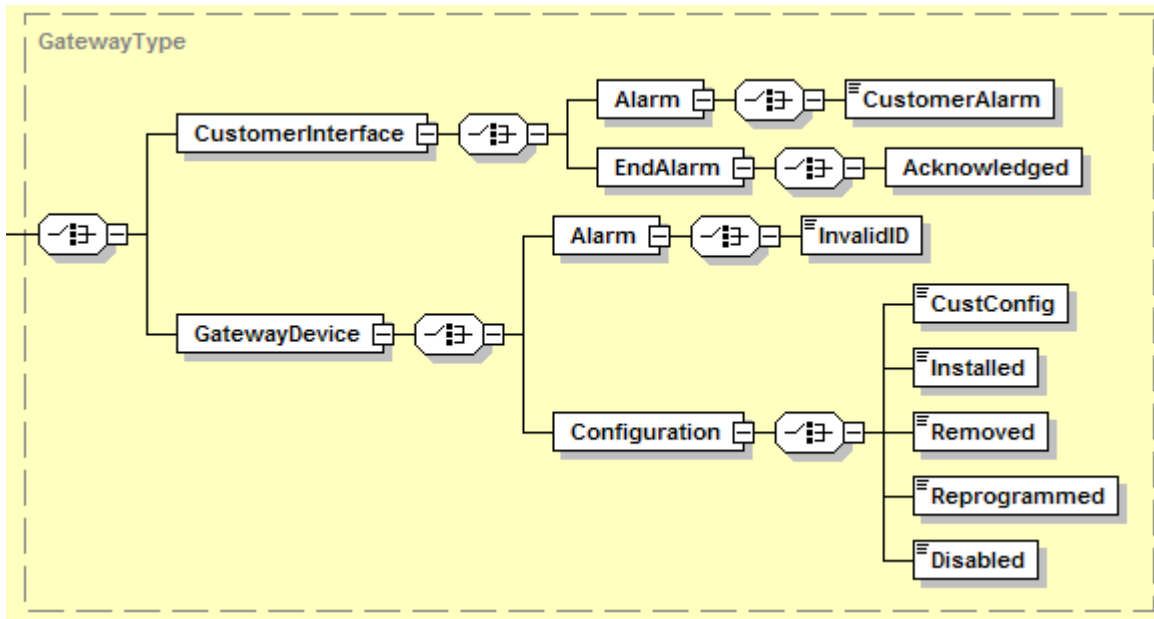 GatewayType
CustomerInterface
Alarm
CustomerAlarm
EndAlarm
Acknowledged
GatewayDevice
Alarm
InvalidID
Configuration
CustConfig
Installed
Removed
Reprogrammed
Disabled